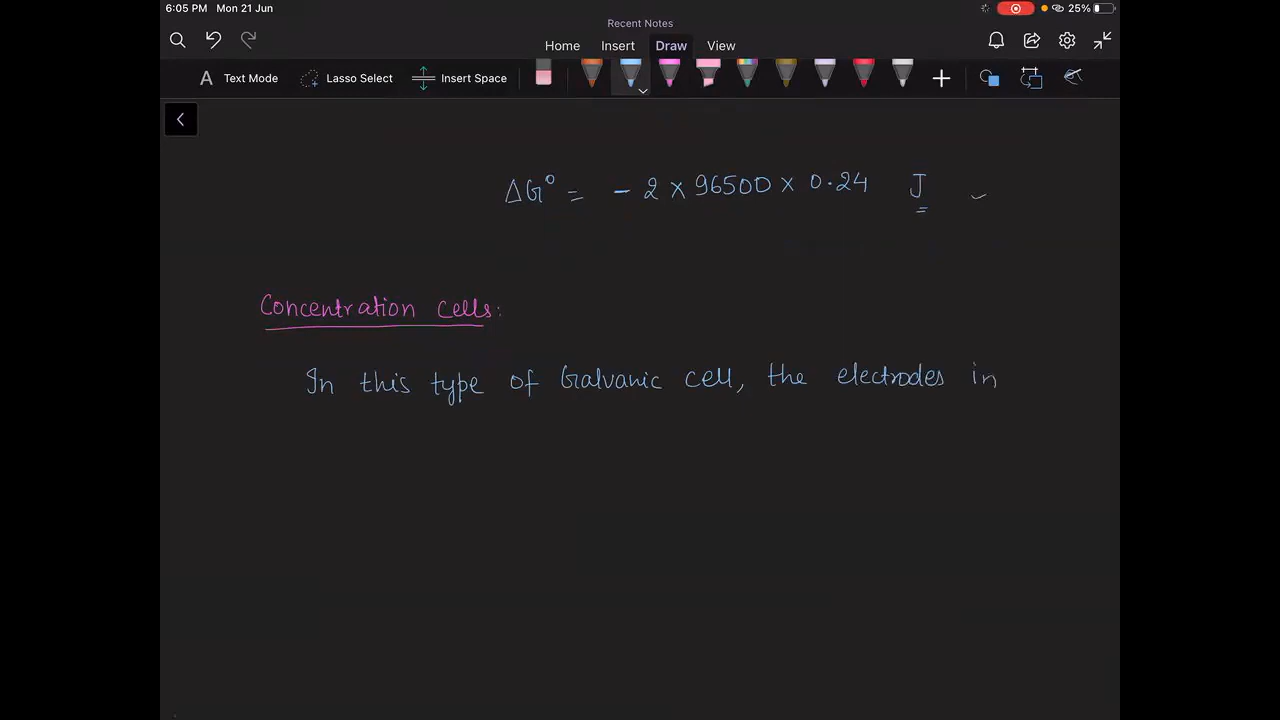 6:05 PM Mon 21 Jun
25%
Recent Notes
Home Insert Draw View
A Text Mode Lasso Select Insert Space
ΔG° = - 2 × 96500 × 0.24 J
Concentration Cells:
In this type of Galvanic cell, the electrodes in